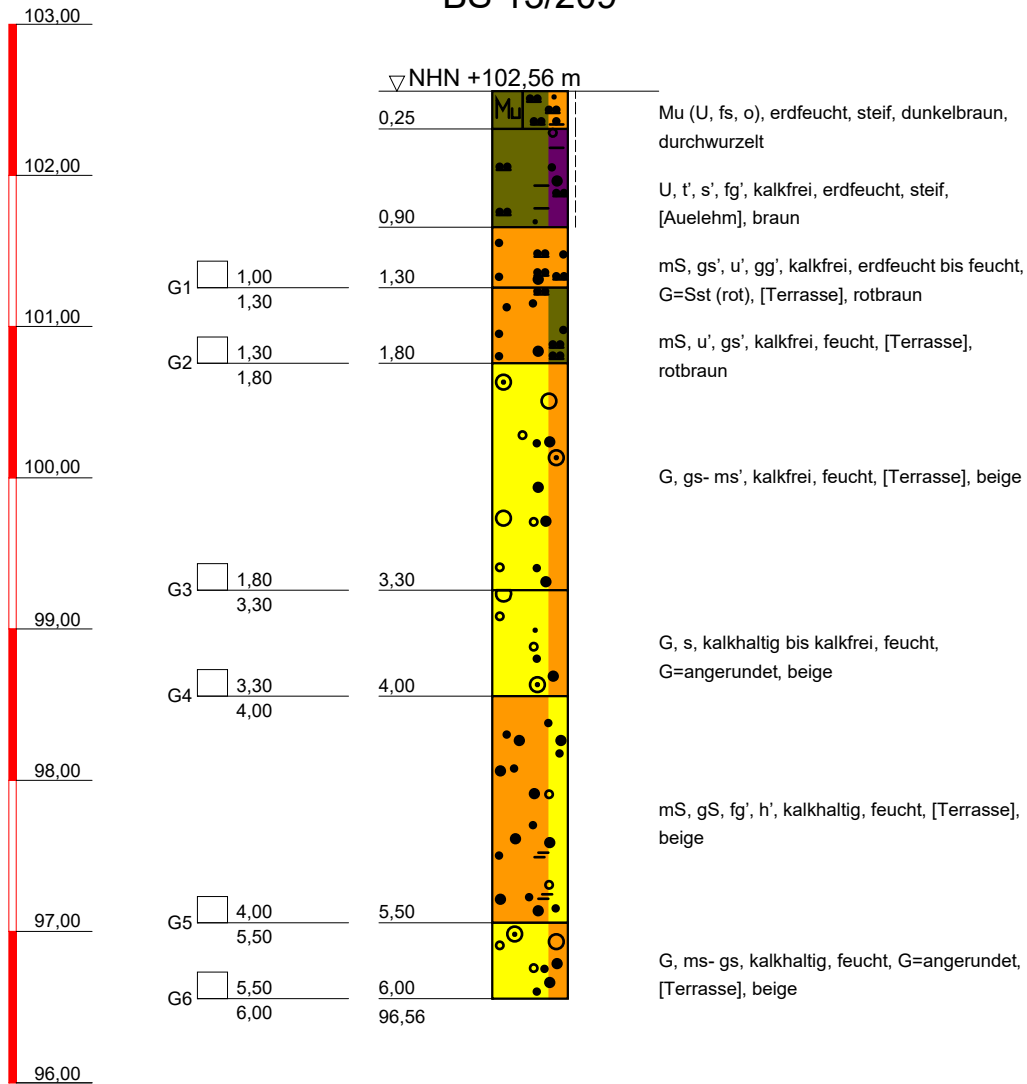 BS 15/209
103,00
NHN +102,56 m
Mu
0,25
Mu (U, fs, o), erdfeucht, steif, dunkelbraun,
durchwurzelt
102,00
U, t’, s’, fg’, kalkfrei, erdfeucht, steif,
[Auelehm], braun
0,90
mS, gs’, u’, gg’, kalkfrei, erdfeucht bis feucht,
G=Sst (rot), [Terrasse], rotbraun
G1 1,00 1,30
1,30
101,00
mS, u’, gs’, kalkfrei, feucht, [Terrasse],
rotbraun
G2 1,30 1,80
1,80
100,00
G, gs- ms’, kalkfrei, feucht, [Terrasse], beige
G3 1,80 3,30
3,30
99,00
G, s, kalkhaltig bis kalkfrei, feucht,
G=angerundet, beige
G4 3,30 4,00
4,00
98,00
mS, gS, fg’, h’, kalkhaltig, feucht, [Terrasse],
beige
G5 4,00 5,50
5,50
97,00
G, ms- gs, kalkhaltig, feucht, G=angerundet,
[Terrasse], beige
G6 5,50 6,00
6,00 96,56
96,00